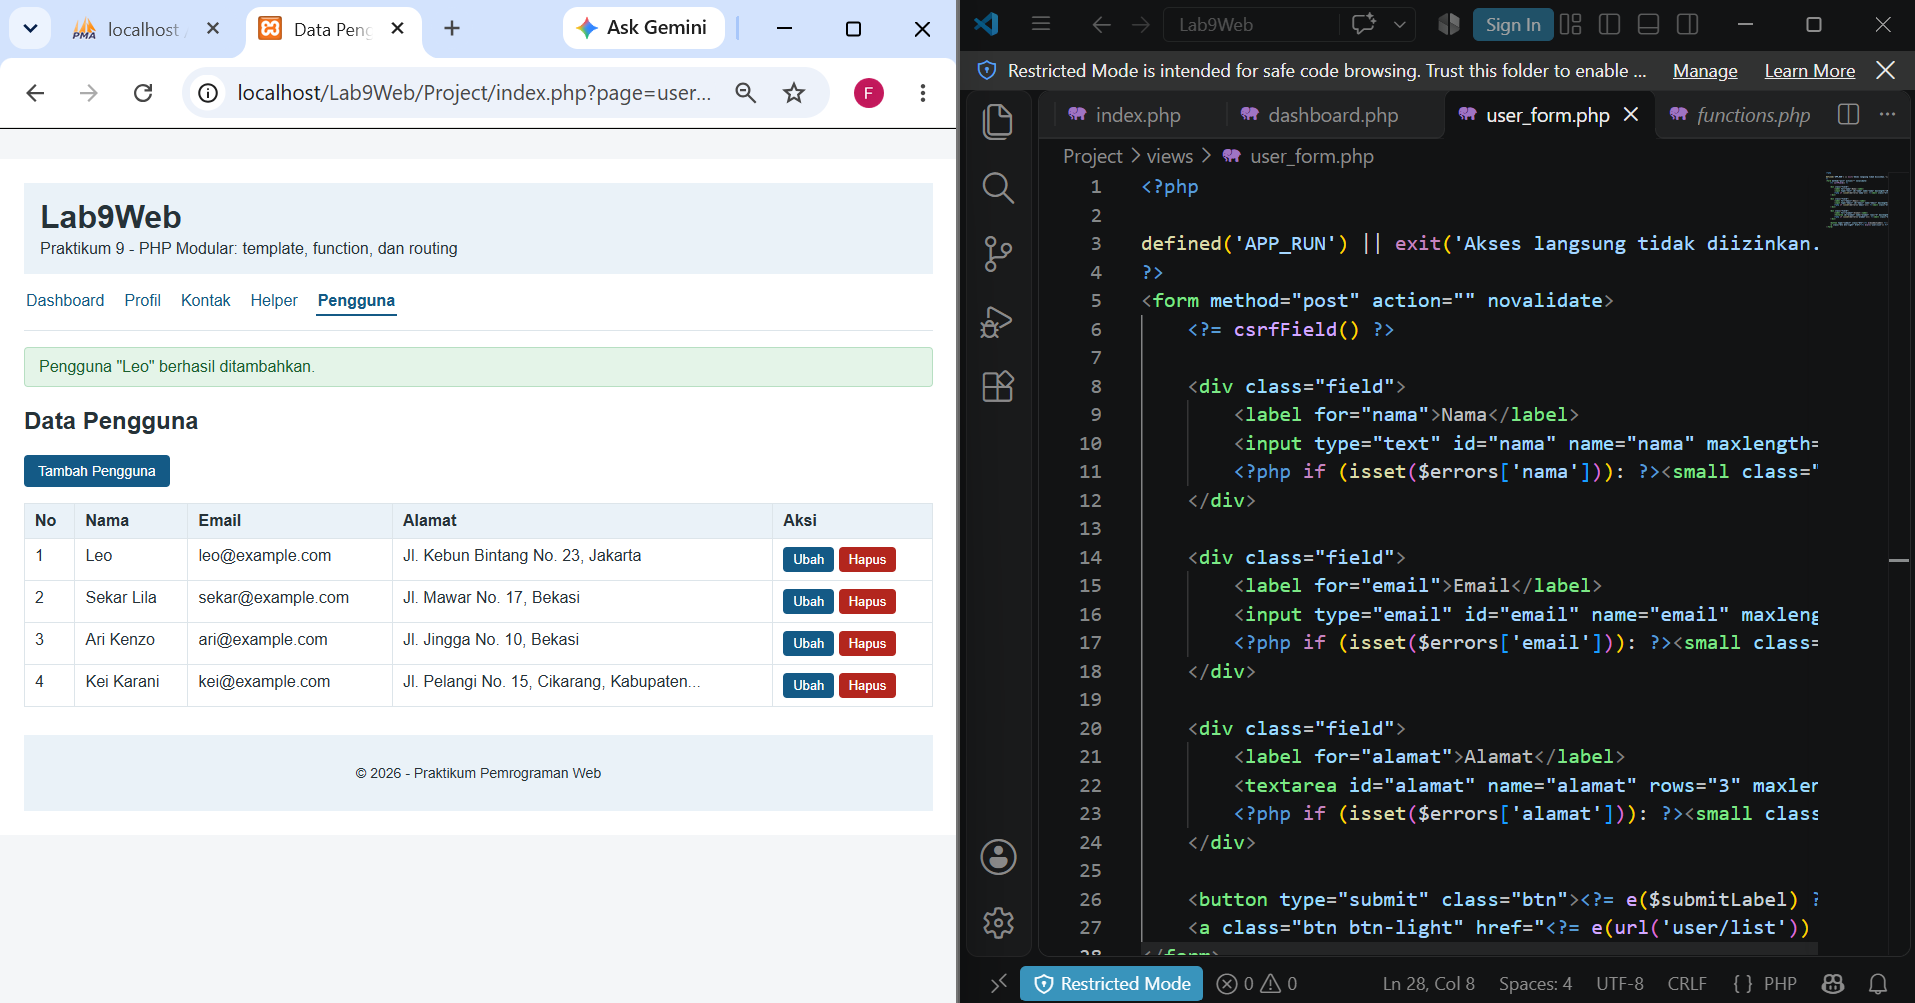 PMA localhost /
Data Peng
Ask Gemini
localhost/Lab9Web/Project/index.php?page=user...
F
Lab9Web
Praktikum 9 - PHP Modular: template, function, dan routing
Dashboard Profil Kontak Helper Pengguna
Pengguna "Leo" berhasil ditambahkan.
Data Pengguna
Tambah Pengguna
No Nama Email Alamat Aksi
1 Leo leo@example.com Jl. Kebun Bintang No. 23, Jakarta Ubah Hapus
2 Sekar Lila sekar@example.com Jl. Mawar No. 17, Bekasi Ubah Hapus
3 Ari Kenzo ari@example.com Jl. Jingga No. 10, Bekasi Ubah Hapus
4 Kei Karani kei@example.com Jl. Pelangi No. 15, Cikarang, Kabupaten... Ubah Hapus
© 2026 - Praktikum Pemrograman Web
Lab9Web
Sign In
Restricted Mode is intended for safe code browsing. Trust this folder to enable ... Manage Learn More
index.php dashboard.php user_form.php functions.php
Project > views > user_form.php
1 <?php
2
3 defined('APP_RUN') || exit('Akses langsung tidak diizinkan.
4 ?>
5 <form method="post" action="" novalidate>
6 <?= csrfField() ?>
7
8 <div class="field">
9 <label for="nama">Nama</label>
10 <input type="text" id="nama" name="nama" maxlength=
11 <?php if (isset($errors['nama'])): ?><small class="
12 </div>
13
14 <div class="field">
15 <label for="email">Email</label>
16 <input type="email" id="email" name="email" maxleng
17 <?php if (isset($errors['email'])): ?><small class=
18 </div>
19
20 <div class="field">
21 <label for="alamat">Alamat</label>
22 <textarea id="alamat" name="alamat" rows="3" maxlen
23 <?php if (isset($errors['alamat'])): ?><small class
24 </div>
25
26 <button type="submit" class="btn"><?= e($submitLabel) ?
27 <a class="btn btn-light" href="<?= e(url('user/list'))
28 </form>
Restricted Mode 0 0 Ln 28, Col 8 Spaces: 4 UTF-8 CRLF { } PHP